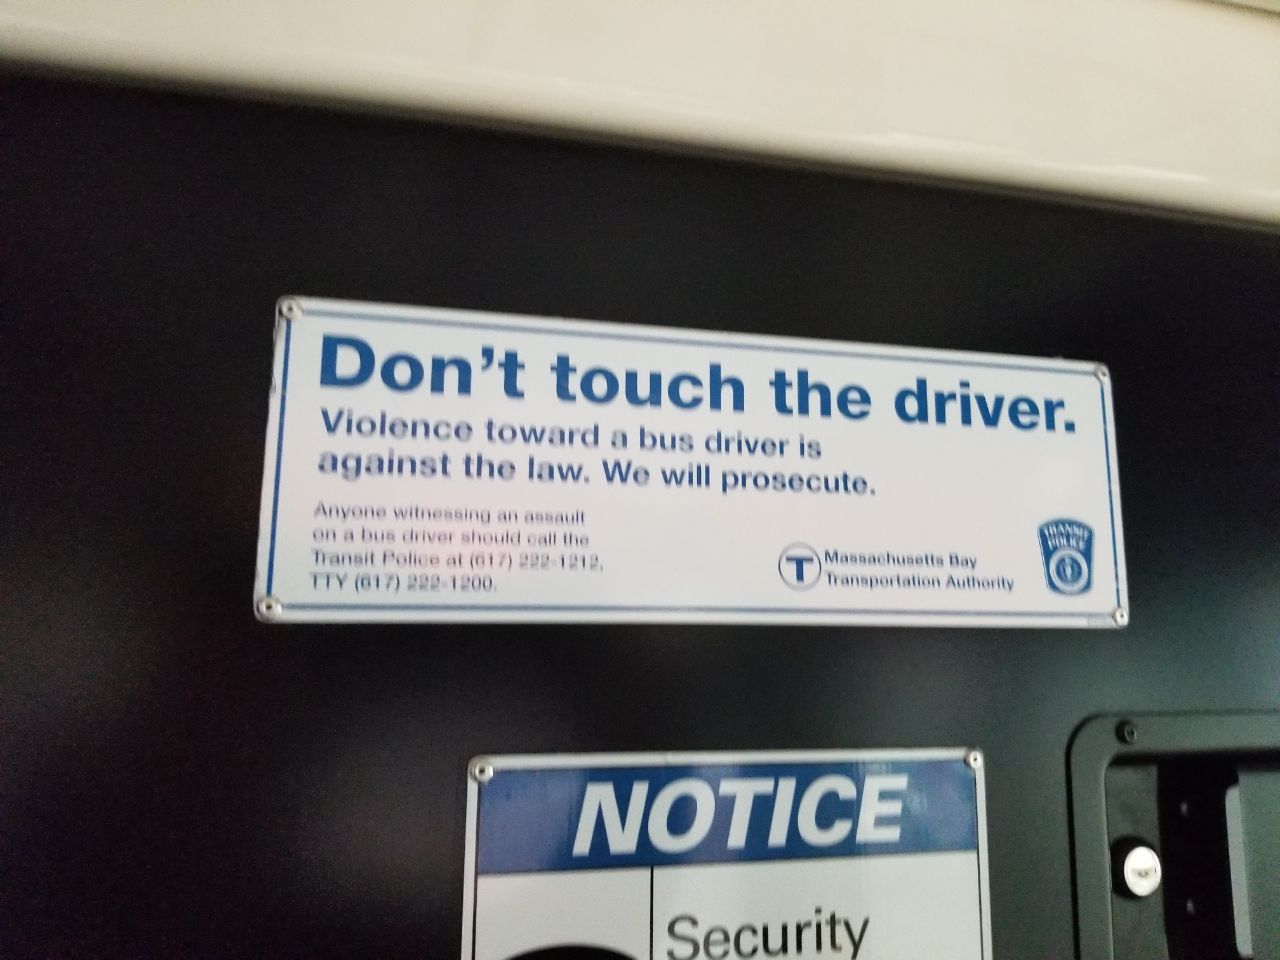 Don't touch the driver.
Violence toward a bus driver is
against the law. We will prosecute.
Anyone witnessing an assault
on a bus driver should call the
Transit Police at (617) 222-1212,
TTY (617) 222-1200.
T
Massachusetts Bay
Transportation Authority
TRANSIT
POLICE
NOTICE
Security